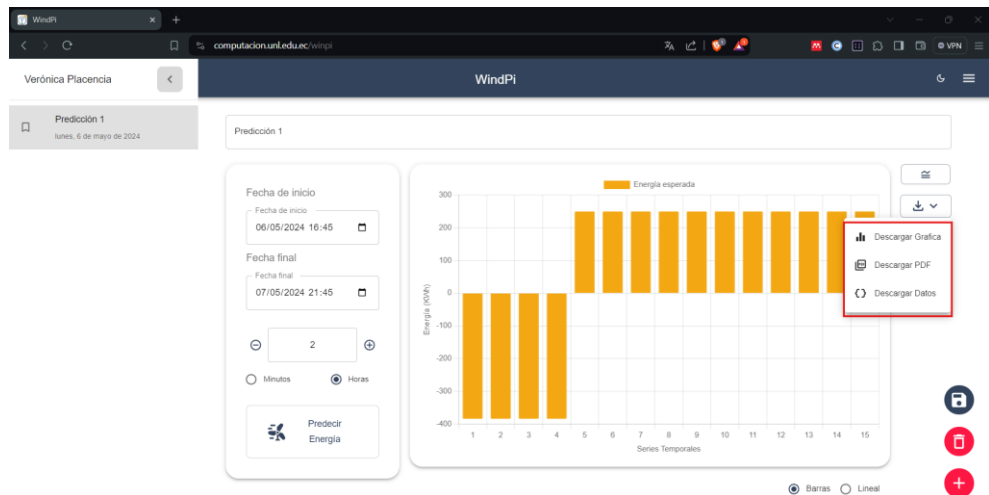 WindPi
computacion.unl.edu.ec/winpi
VPN
Verónica Placencia
WindPi
Predicción 1
lunes, 6 de mayo de 2024
Predicción 1
Fecha de inicio
Fecha de inicio
06/05/2024 16:45
Fecha final
Fecha final
07/05/2024 21:45
2
Minutos
Horas
Predecir
Energía
Energía esperada
300
200
100
0
-100
-200
-300
-400
Energía (KWh)
1 2 3 4 5 6 7 8 9 10 11 12 13 14 15
Series Temporales
Descargar Grafica
Descargar PDF
Descargar Datos
Barras
Lineal